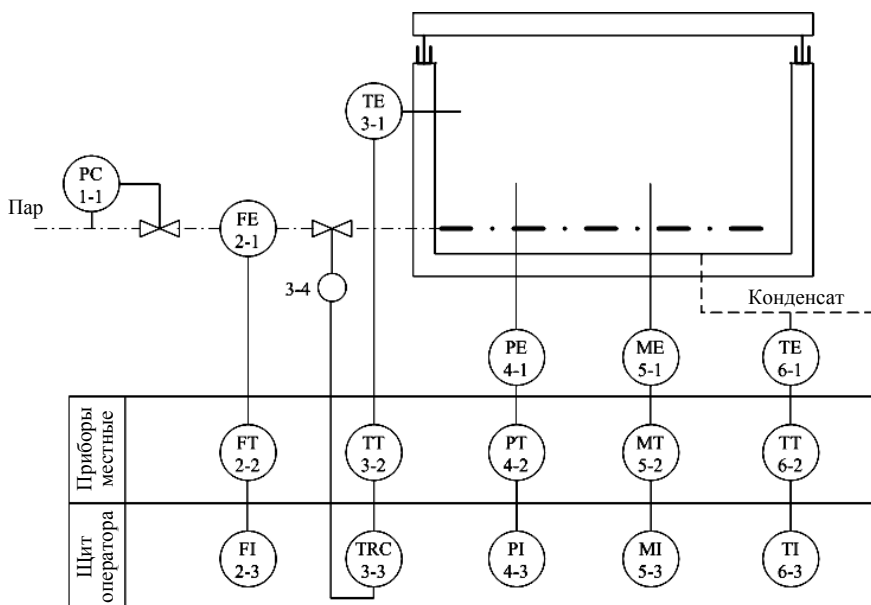 TE
3-1
PC
1-1
Пар
FE
2-1
3-4
Конденсат
PE
4-1
ME
5-1
TE
6-1
Приборы
местные
FT
2-2
TT
3-2
PT
4-2
MT
5-2
TT
6-2
Щит
оператора
FI
2-3
TRC
3-3
PI
4-3
MI
5-3
TI
6-3